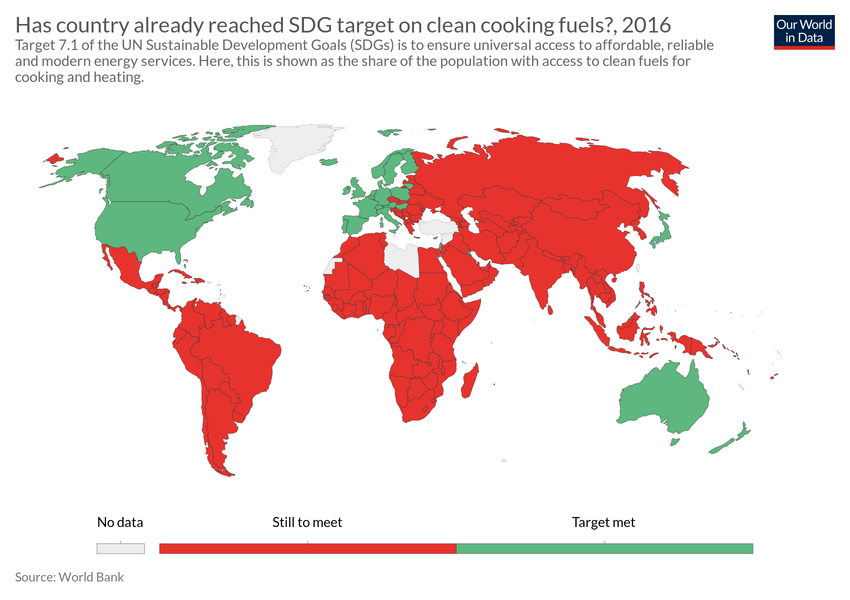 Has country already reached SDG target on clean cooking fuels?, 2016
Our World
in Data
Target 7.1 of the UN Sustainable Development Goals (SDGs) is to ensure universal access to affordable, reliable
and modern energy services. Here, this is shown as the share of the population with access to clean fuels for
cooking and heating.
No data
Still to meet
Target met
Source: World Bank